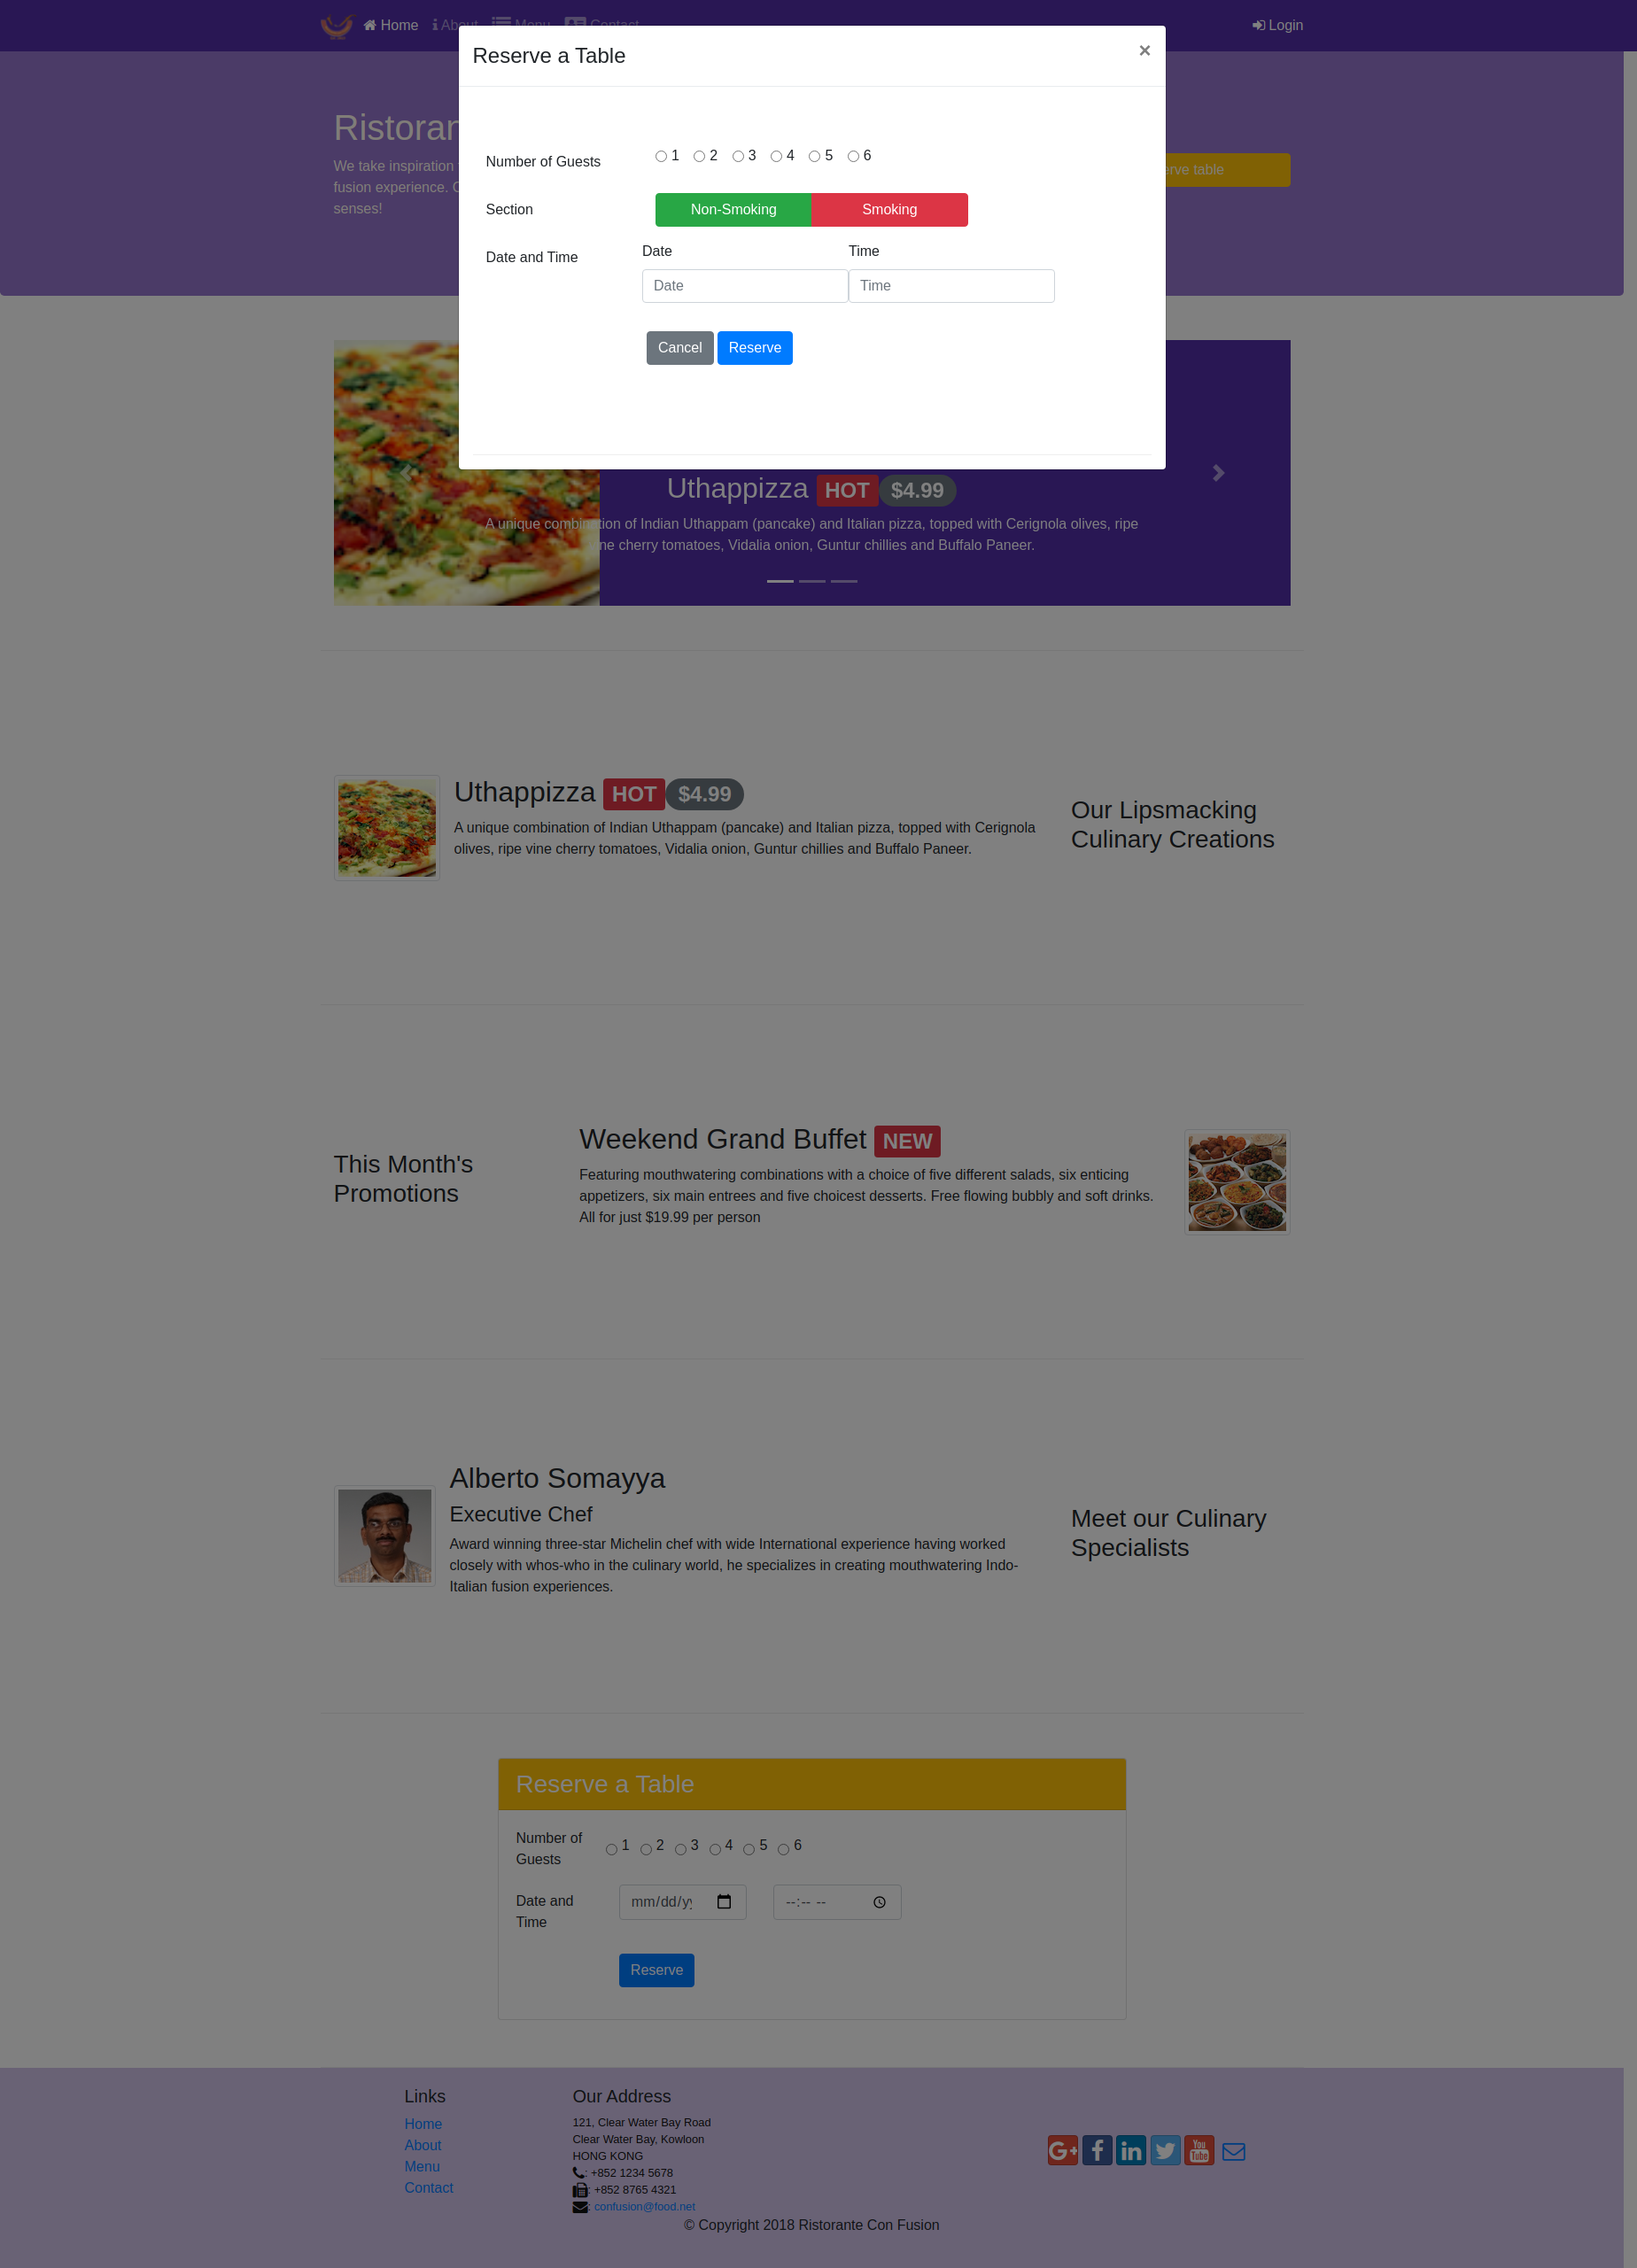 Home About Menu Contact Login
Reserve a Table ×
Ristoran
We take inspiration
fusion experience.
senses!
table
Number of Guests 1 2 3 4 5 6
Section Non-Smoking Smoking
Date and Time Date Time
Date Time
Cancel Reserve
Uthappizza HOT $4.99
A unique combination of Indian Uthappam (pancake) and Italian pizza, topped with Cerignola olives, ripe
vine cherry tomatoes, Vidalia onion, Guntur chillies and Buffalo Paneer.
Uthappizza HOT $4.99
A unique combination of Indian Uthappam (pancake) and Italian pizza, topped with Cerignola
olives, ripe vine cherry tomatoes, Vidalia onion, Guntur chillies and Buffalo Paneer.
Our Lipsmacking
Culinary Creations
This Month's
Promotions
Weekend Grand Buffet NEW
Featuring mouthwatering combinations with a choice of five different salads, six enticing
appetizers, six main entrees and five choicest desserts. Free flowing bubbly and soft drinks.
All for just $19.99 per person
Alberto Somayya
Executive Chef
Award winning three-star Michelin chef with wide International experience having worked
closely with whos-who in the culinary world, he specializes in creating mouthwatering Indo-
Italian fusion experiences.
Meet our Culinary
Specialists
Reserve a Table
Number of
Guests
1 2 3 4 5 6
Date and
Time
mm/dd/yy --:-- --
Reserve
Links
Home
About
Menu
Contact
Our Address
121, Clear Water Bay Road
Clear Water Bay, Kowloon
HONG KONG
: +852 1234 5678
: +852 8765 4321
: confusion@food.net
G+ f in You Tube
© Copyright 2018 Ristorante Con Fusion